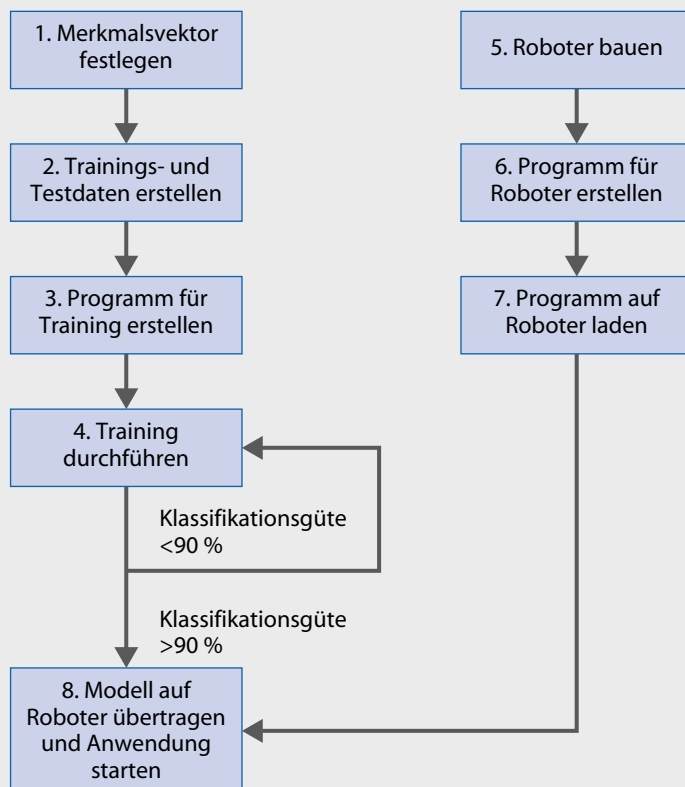 1. Merkmalsvektor
festlegen
2. Trainings- und
Testdaten erstellen
3. Programm für
Training erstellen
4. Training
durchführen
Klassifikationsgüte
<90 %
Klassifikationsgüte
>90 %
5. Roboter bauen
6. Programm für
Roboter erstellen
7. Programm auf
Roboter laden
8. Modell auf
Roboter übertragen
und Anwendung
starten